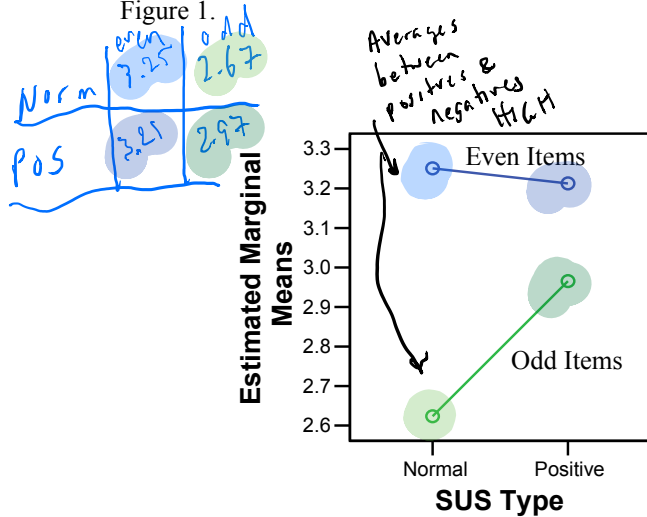 Figure 1.
even odd
Norm 3.25 2.67
POS 2.97
Averages
between
positives &
negatives
HIGH
Even Items
Odd Items
Estimated Marginal
Means
3.3
3.2
3.1
3.0
2.9
2.8
2.7
2.6
Normal Positive
SUS Type